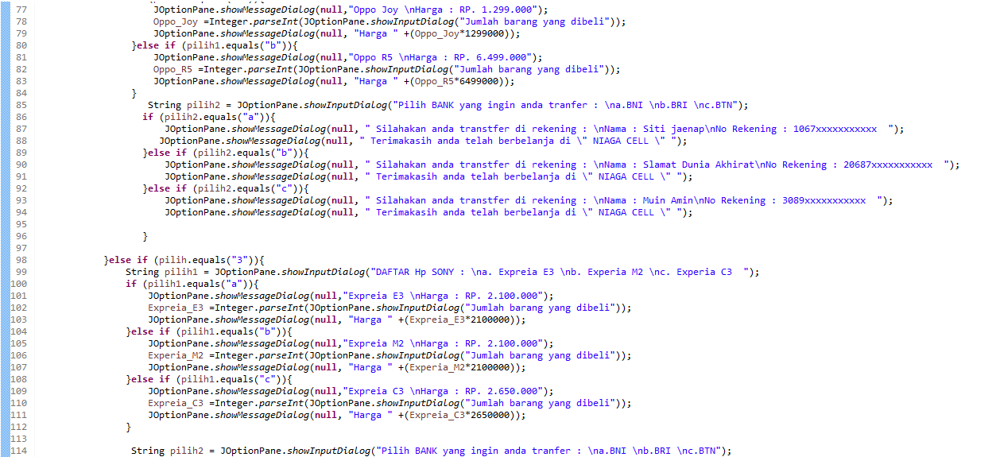 77 JOptionPane.showMessageDialog(null,"Oppo Joy \nHarga : RP. 1.299.000");
78 Oppo_Joy =Integer.parseInt(JOptionPane.showInputDialog("Jumlah barang yang dibeli"));
79 JOptionPane.showMessageDialog(null, "Harga " +(Oppo_Joy*1299000));
80 }else if (pilih1.equals("b")){
81 JOptionPane.showMessageDialog(null,"Oppo R5 \nHarga : RP. 6.499.000");
82 Oppo_R5 =Integer.parseInt(JOptionPane.showInputDialog("Jumlah barang yang dibeli"));
83 JOptionPane.showMessageDialog(null, "Harga " +(Oppo_R5*6499000));
84 }
85 String pilih2 = JOptionPane.showInputDialog("Pilih BANK yang ingin anda tranfer : \na.BNI \nb.BRI \nc.BTN");
86 if (pilih2.equals("a")){
87 JOptionPane.showMessageDialog(null, " Silahakan anda transtfer di rekening : \nNama : Siti jaenap\nNo Rekening : 1067xxxxxxxxxxx  ");
88 JOptionPane.showMessageDialog(null, " Terimakasih anda telah berbelanja di \" NIAGA CELL \" ");
89 }else if (pilih2.equals("b")){
90 JOptionPane.showMessageDialog(null, " Silahakan anda transtfer di rekening : \nNama : Slamat Dunia Akhirat\nNo Rekening : 20687xxxxxxxxxxx  ");
91 JOptionPane.showMessageDialog(null, " Terimakasih anda telah berbelanja di \" NIAGA CELL \" ");
92 }else if (pilih2.equals("c")){
93 JOptionPane.showMessageDialog(null, " Silahakan anda transtfer di rekening : \nNama : Muin Amin\nNo Rekening : 3089xxxxxxxxxxx  ");
94 JOptionPane.showMessageDialog(null, " Terimakasih anda telah berbelanja di \" NIAGA CELL \" ");
95
96 }
97
98 }else if (pilih.equals("3")){
99 String pilih1 = JOptionPane.showInputDialog("DAFTAR Hp SONY : \na. Expreia E3 \nb. Experia M2 \nc. Experia C3  ");
100 if (pilih1.equals("a")){
101 JOptionPane.showMessageDialog(null,"Expreia E3 \nHarga : RP. 2.100.000");
102 Expreia_E3 =Integer.parseInt(JOptionPane.showInputDialog("Jumlah barang yang dibeli"));
103 JOptionPane.showMessageDialog(null, "Harga " +(Expreia_E3*2100000));
104 }else if (pilih1.equals("b")){
105 JOptionPane.showMessageDialog(null,"Expreia M2 \nHarga : RP. 2.100.000");
106 Experia_M2 =Integer.parseInt(JOptionPane.showInputDialog("Jumlah barang yang dibeli"));
107 JOptionPane.showMessageDialog(null, "Harga " +(Experia_M2*2100000));
108 }else if (pilih1.equals("c")){
109 JOptionPane.showMessageDialog(null,"Expreia C3 \nHarga : RP. 2.650.000");
110 Expreia_C3 =Integer.parseInt(JOptionPane.showInputDialog("Jumlah barang yang dibeli"));
111 JOptionPane.showMessageDialog(null, "Harga " +(Expreia_C3*2650000));
112 }
113
114 String pilih2 = JOptionPane.showInputDialog("Pilih BANK yang ingin anda tranfer : \na.BNI \nb.BRI \nc.BTN");